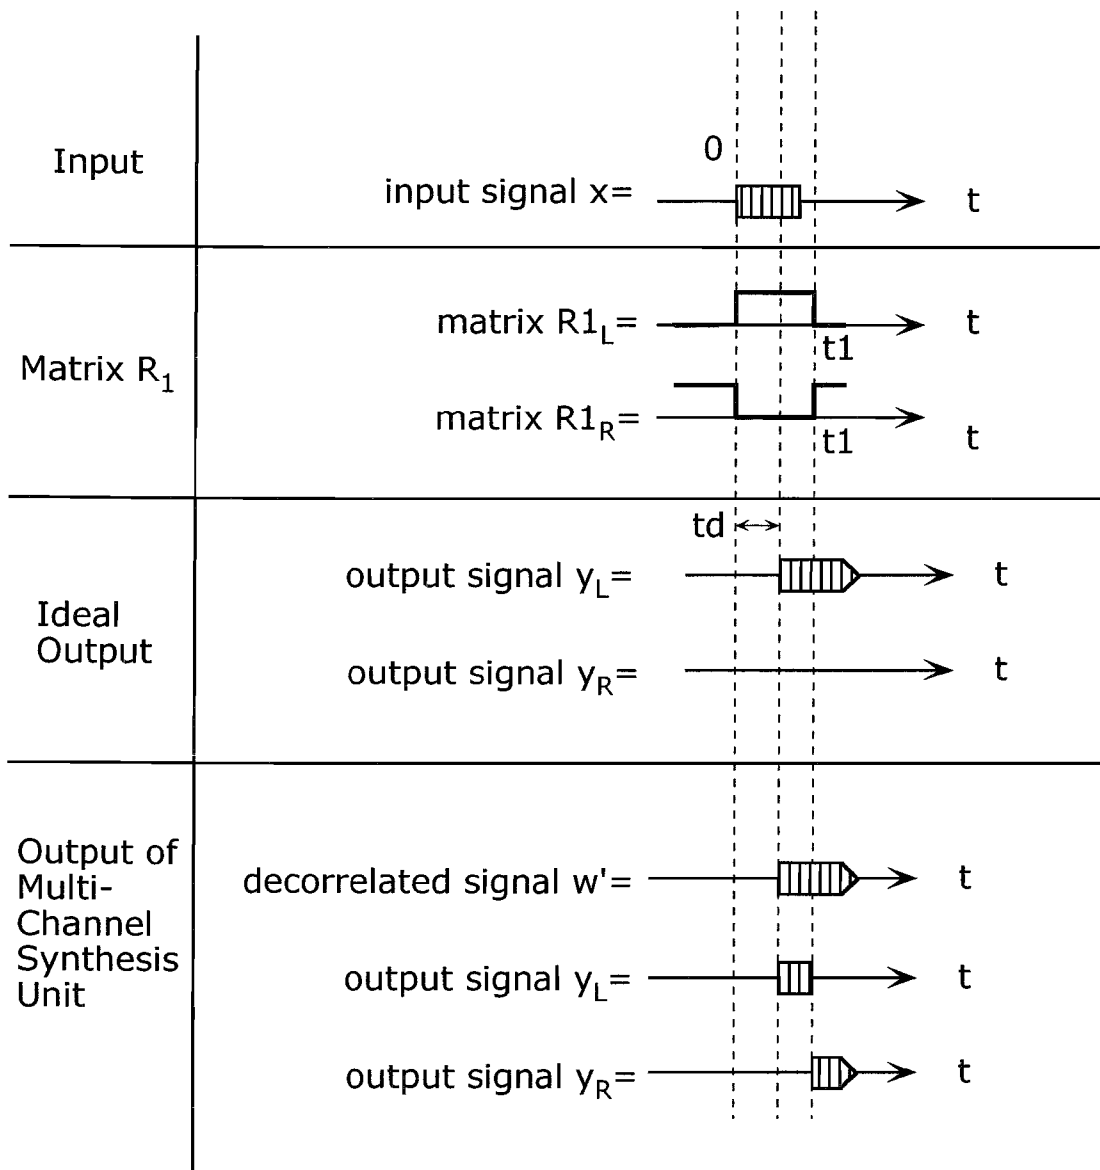 Input
0
input signal x=
t
Matrix R1
matrix R1L=
t
t1
matrix R1R=
t1
t
td
Ideal
Output
output signal yL=
t
output signal yR=
t
Output of
Multi-
Channel
Synthesis
Unit
decorrelated signal w'=
t
output signal yL=
t
output signal yR=
t